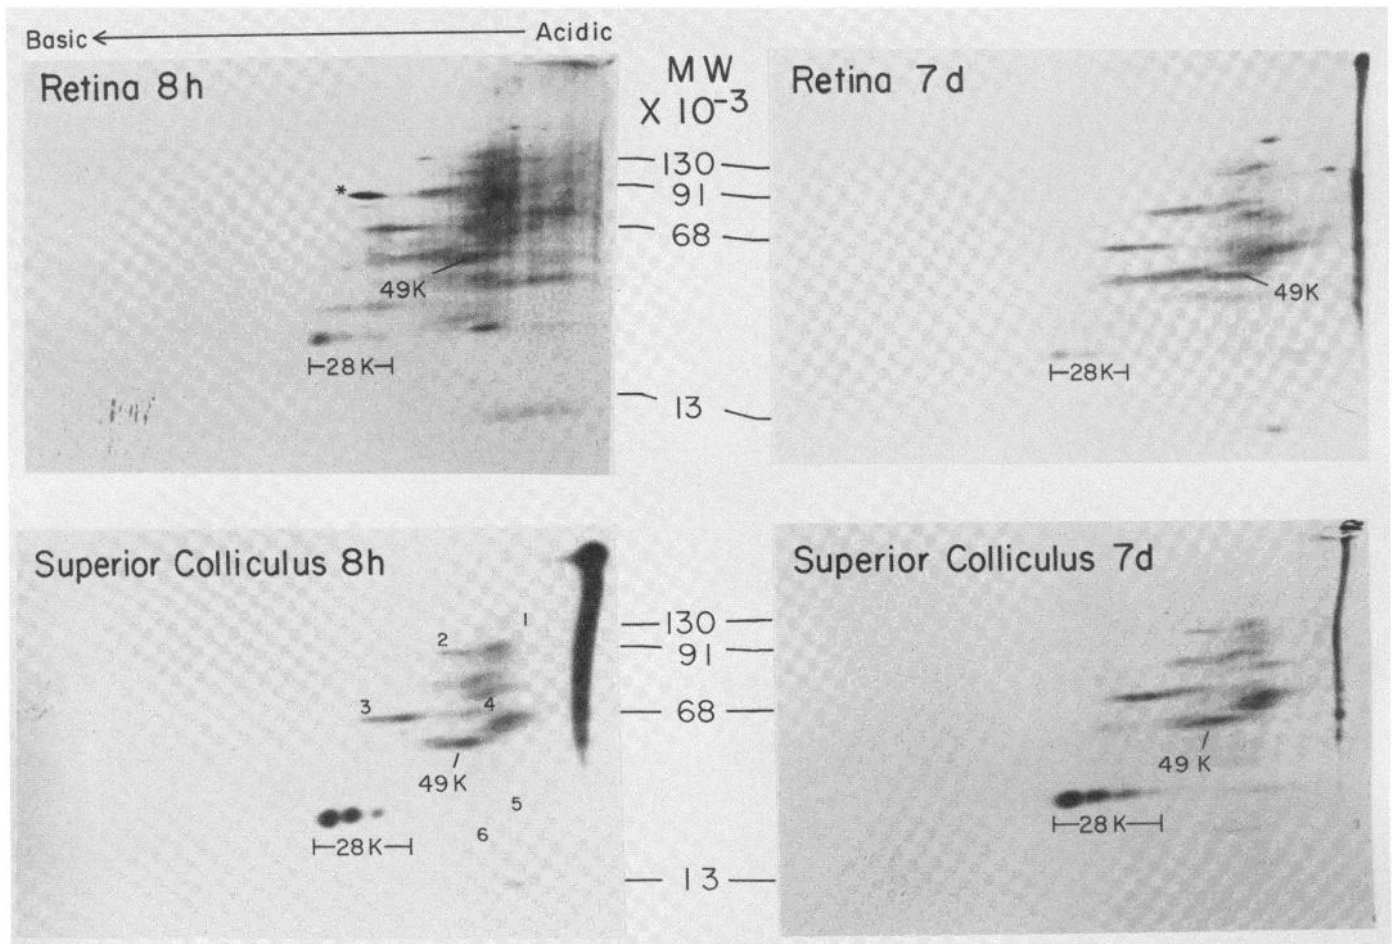 Basic ← Acidic
Retina 8h
MW
X 10⁻³
Retina 7d
130
91
68
13
*
49K
28K
49K
28K
Superior Colliculus 8h
Superior Colliculus 7d
130
91
68
13
1
2
3
4
49K
5
6
28K
49K
28K